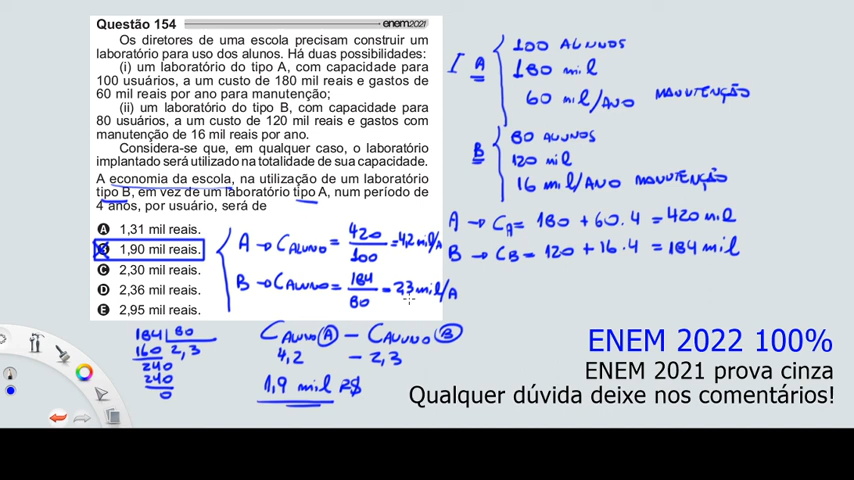 Questão 154
enem2021
Os diretores de uma escola precisam construir um
laboratório para uso dos alunos. Há duas possibilidades:
(i) um laboratório do tipo A, com capacidade para
100 usuários, a um custo de 180 mil reais e gastos de
60 mil reais por ano para manutenção;
(ii) um laboratório do tipo B, com capacidade para
80 usuários, a um custo de 120 mil reais e gastos com
manutenção de 16 mil reais por ano.
Considera-se que, em qualquer caso, o laboratório
implantado será utilizado na totalidade de sua capacidade.
A economia da escola, na utilização de um laboratório
tipo B, em vez de um laboratório tipo A, num período de
4 anos, por usuário, será de
A 1,31 mil reais.
B 1,90 mil reais.
C 2,30 mil reais.
D 2,36 mil reais.
E 2,95 mil reais.
I A
100 ALUNOS
180 mil
60 mil/ANO MANUTENÇÃO
B
80 ALUNOS
120 mil
16 mil/ANO MANUTENÇÃO
A → CA = 180 + 60.4 = 420 mil
B → CB = 120 + 16.4 = 184 mil
A → CALUNO = 420/100 = 4,2 mil/A
B → CALUNO = 184/80 = 2,3 mil/A
184 80
160 2,3
240
240
0
CALUNO A – CALUNO B
4,2 – 2,3
1,9 mil R$
ENEM 2022 100%
ENEM 2021 prova cinza
Qualquer dúvida deixe nos comentários!